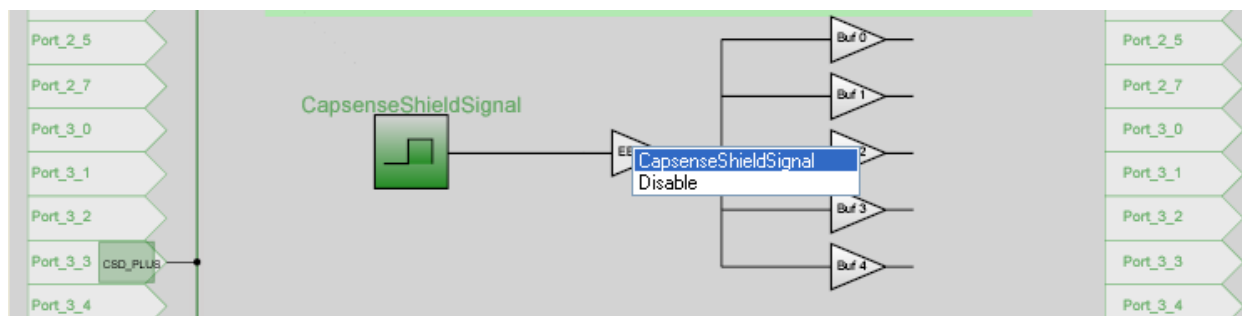 Port_2_5
Port_2_7
Port_3_0
Port_3_1
Port_3_2
Port_3_3 CSD_PLUS
Port_3_4
CapsenseShieldSignal
CapsenseShieldSignal
Disable
Buf 0
Buf 1
2
Buf 3
Buf 4
Port_2_5
Port_2_7
Port_3_0
Port_3_1
Port_3_2
Port_3_3
Port_3_4